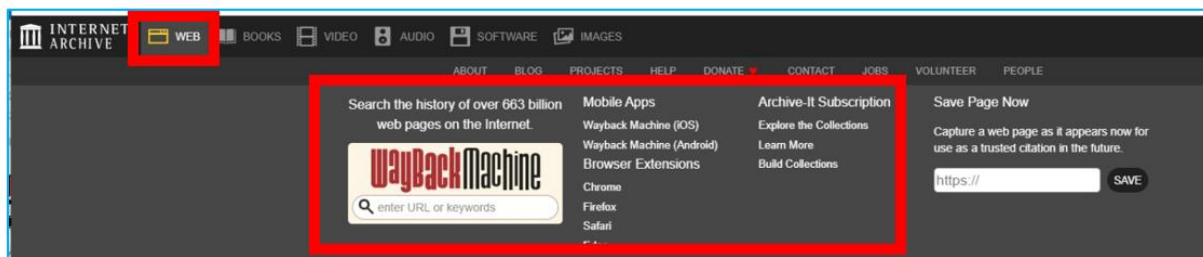 INTERNET
ARCHIVE
WEB BOOKS VIDEO AUDIO SOFTWARE IMAGES
ABOUT BLOG PROJECTS HELP DONATE CONTACT JOBS VOLUNTEER PEOPLE
Search the history of over 663 billion
web pages on the Internet.
WayBackMachine
enter URL or keywords
Mobile Apps
Wayback Machine (iOS)
Wayback Machine (Android)
Browser Extensions
Chrome
Firefox
Safari
Archive-It Subscription
Explore the Collections
Learn More
Build Collections
Save Page Now
Capture a web page as it appears now for
use as a trusted citation in the future.
https:// SAVE